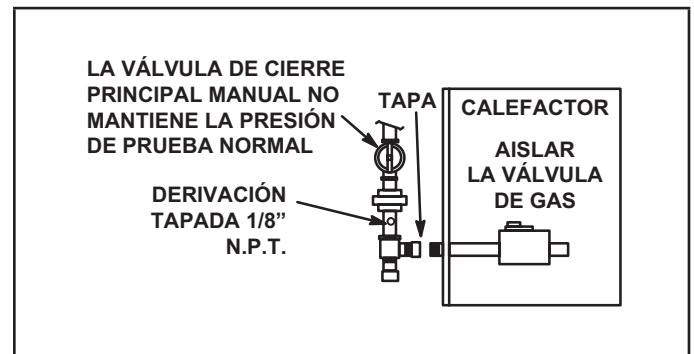 LA VÁLVULA DE CIERRE
PRINCIPAL MANUAL NO
MANTIENE LA PRESIÓN
DE PRUEBA NORMAL
TAPA
CALEFACTOR
AISLAR
LA VÁLVULA
DE GAS
DERIVACIÓN
TAPADA 1/8”
N.P.T.